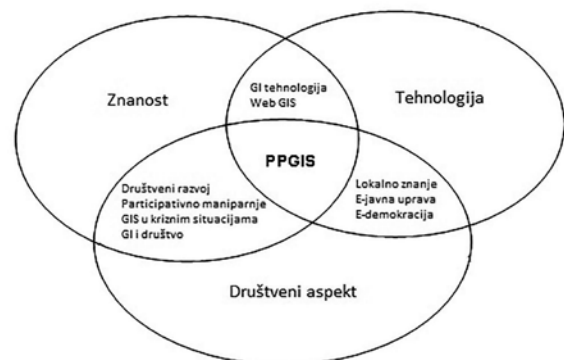 Znanost
Tehnologija
GI tehnologija
Web GIS
PPGIS
Društveni razvoj
Participativno maniparnje
GIS u kriznim situacijama
GI i društvo
Lokalno znanje
E-javna uprava
E-demokracija
Društveni aspekt